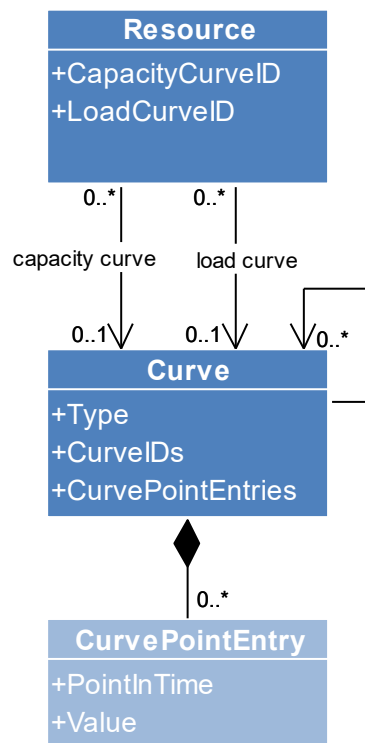 Resource
+CapacityCurveID
+LoadCurveID
0..* 0..*
capacity curve load curve
0..1 0..1 0..*
Curve
+Type
+CurveIDs
+CurvePointEntries
0..*
CurvePointEntry
+PointInTime
+Value